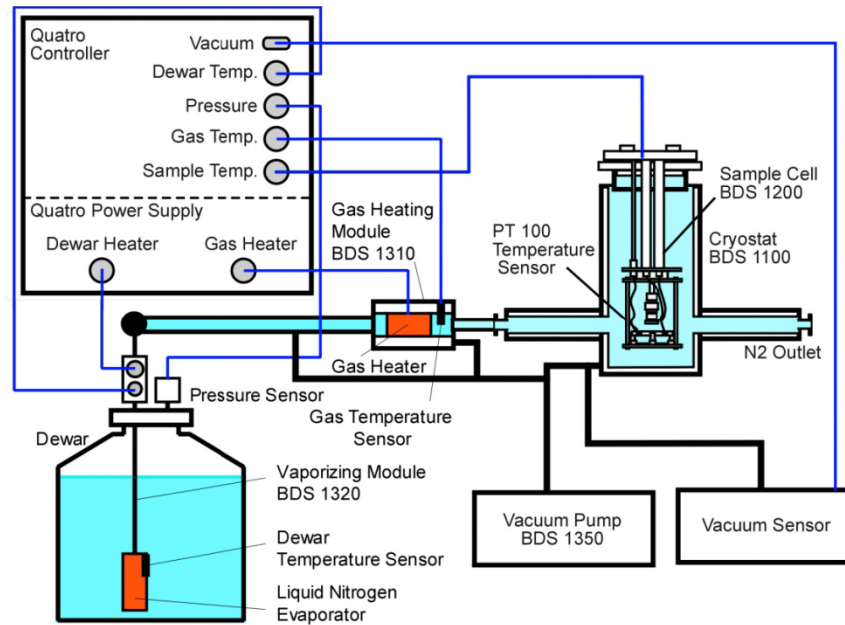 Quatro
Controller
Vacuum
Dewar Temp.
Pressure
Gas Temp.
Sample Temp.
Quatro Power Supply
Dewar Heater
Gas Heater
Gas Heating
Module
BDS 1310
Sample Cell
BDS 1200
PT 100
Temperature
Sensor
Cryostat
BDS 1100
N2 Outlet
Gas Heater
Pressure Sensor
Gas Temperature
Sensor
Dewar
Vaporizing Module
BDS 1320
Dewar
Temperature Sensor
Liquid Nitrogen
Evaporator
Vacuum Pump
BDS 1350
Vacuum Sensor